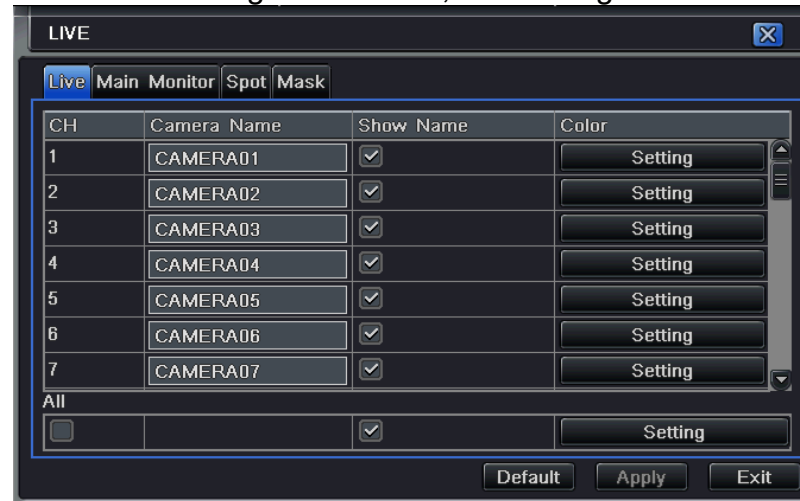 LIVE
Live Main Monitor Spot Mask
CH Camera Name Show Name Color
1 CAMERA01 Setting
2 CAMERA02 Setting
3 CAMERA03 Setting
4 CAMERA04 Setting
5 CAMERA05 Setting
6 CAMERA06 Setting
7 CAMERA07 Setting
All
Setting
Default Apply Exit